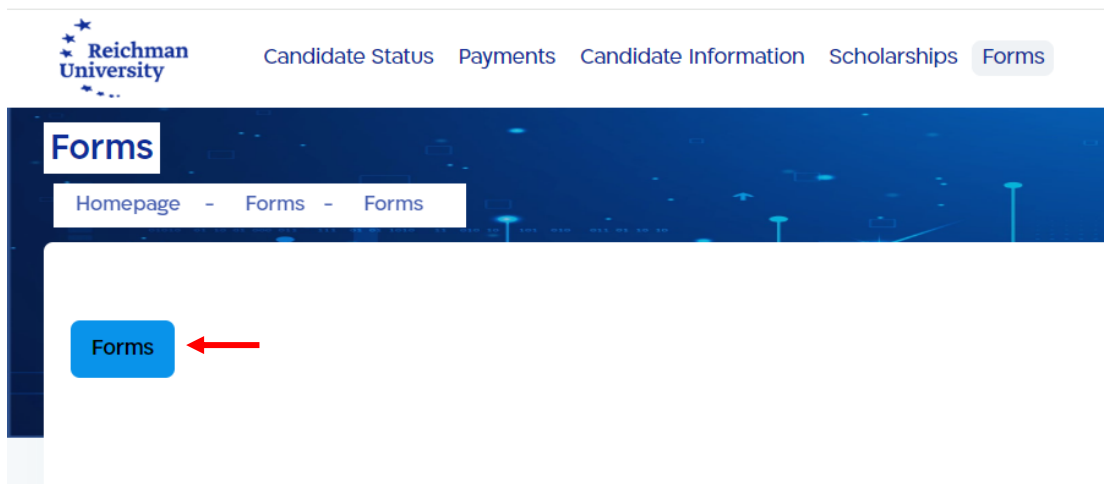 Reichman
University
Candidate Status Payments Candidate Information Scholarships Forms
Forms
Homepage - Forms - Forms
Forms